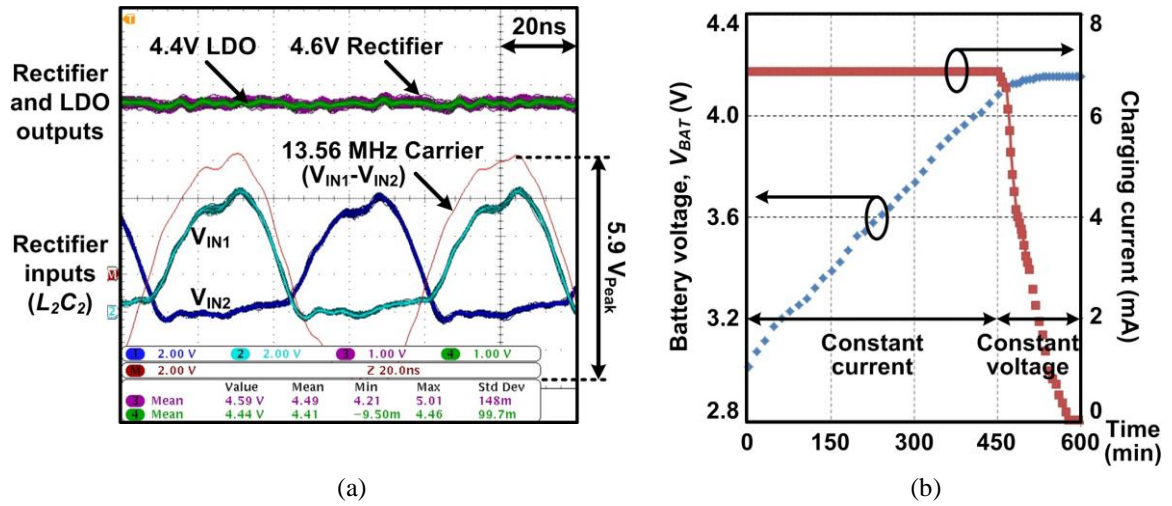 20ns
4.4V LDO
4.6V Rectifier
Rectifier
and LDO
outputs
13.56 MHz Carrier
(VIN1-VIN2)
VIN1
VIN2
Rectifier
inputs
(L2C2)
5.9 VPeak
T
M
2
1 2.00 V 2 2.00 V 3 1.00 V 4 1.00 V
M 2.00 V Z 20.0ns
Value Mean Min Max Std Dev
3 Mean 4.59 V 4.49 4.21 5.01 148m
4 Mean 4.44 V 4.41 −9.50m 4.46 99.7m
(a)
Battery voltage, VBAT (V)
4.4
4.0
3.6
3.2
2.8
8
6
4
2
0
Charging current (mA)
Constant
current
Constant
voltage
0 150 300 450 600
Time
(min)
(b)